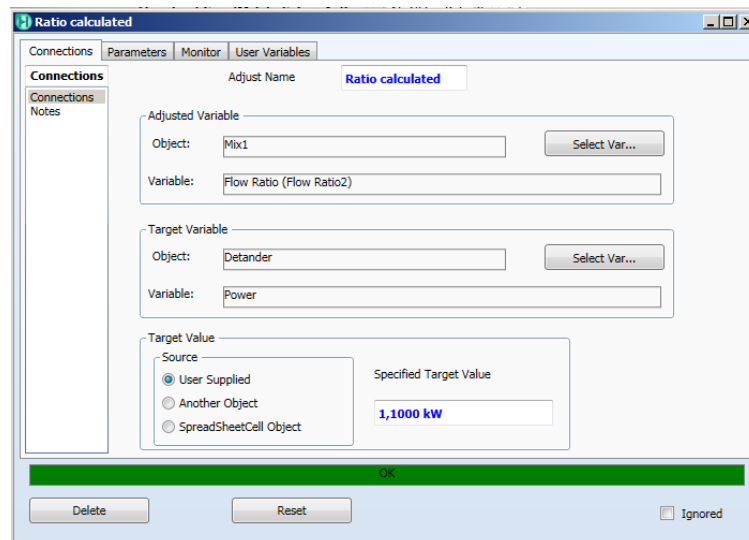 Ratio calculated
Connections Parameters Monitor User Variables
Connections
Connections
Notes
Adjust Name Ratio calculated
Adjusted Variable
Object: Mix1 Select Var...
Variable: Flow Ratio (Flow Ratio2)
Target Variable
Object: Detander Select Var...
Variable: Power
Target Value
Source
User Supplied
Another Object
SpreadSheetCell Object
Specified Target Value
1,1000 kW
OK
Delete Reset Ignored